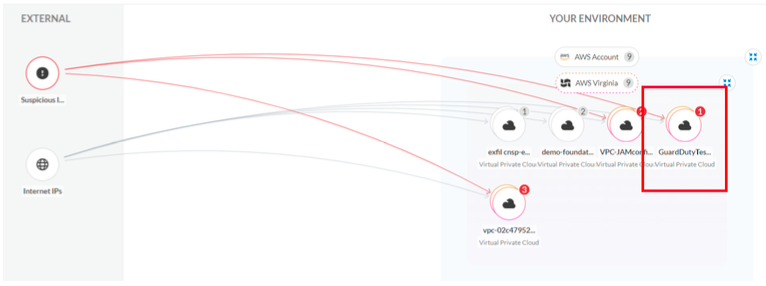 EXTERNAL
YOUR ENVIRONMENT
aws AWS Account 9
AWS Virginia 9
Suspicious I...
1
2
2
1
exfil cnsp-e...
demo-foundat...
VPC-JAMconfi...
GuardDutyTes...
Virtual Private Clou
Virtual Private Clou
Virtual Private Clou
Virtual Private Cloud
Internet IPs
3
vpc-02c47952...
Virtual Private Cloud